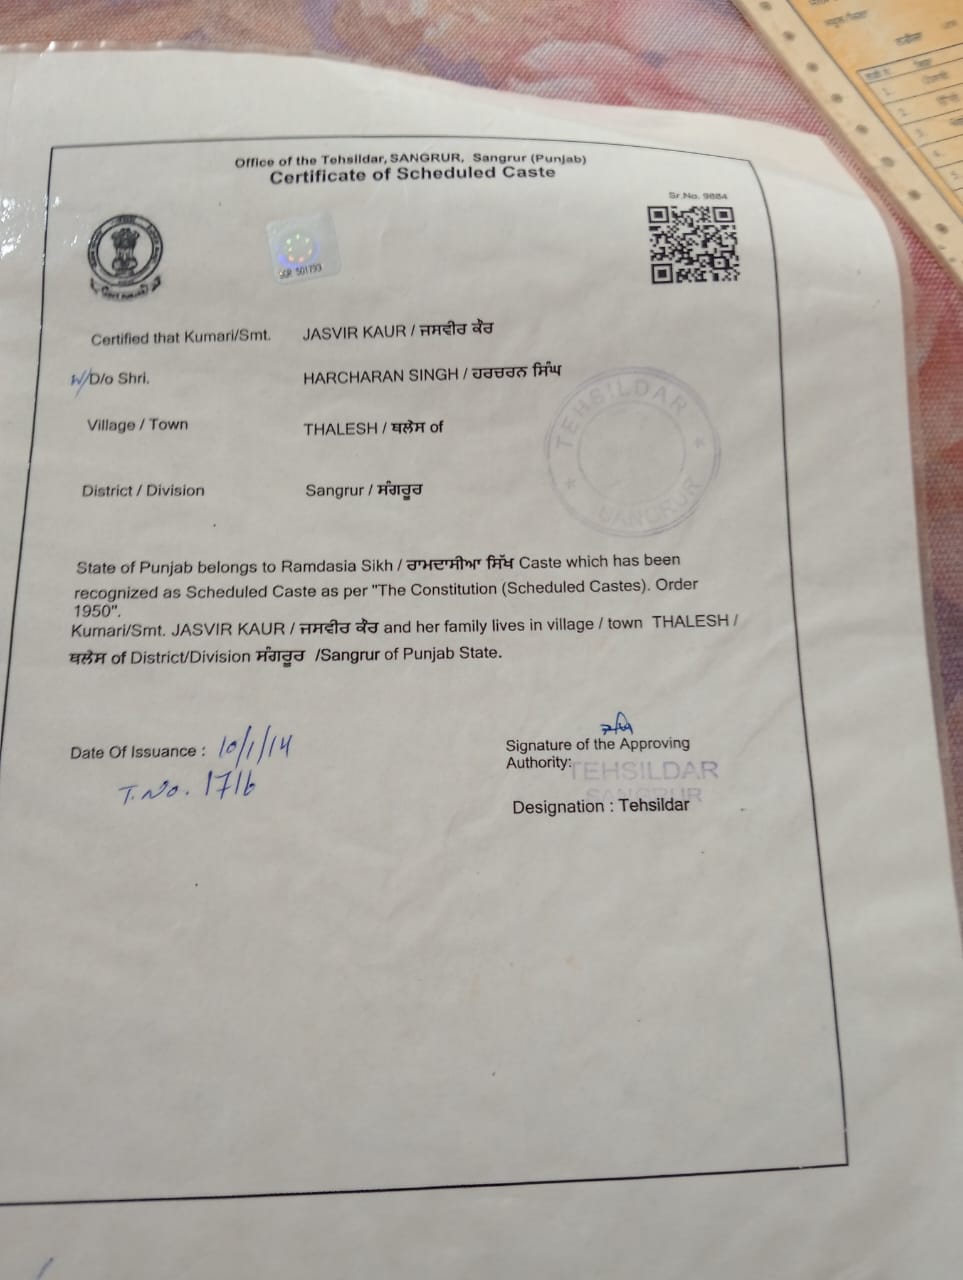 Office of the Tehsildar, SANGRUR, Sangrur (Punjab)
Certificate of Scheduled Caste
Sr.No. 9884
SGR 501793
Certified that Kumari/Smt. JASVIR KAUR / ਜਸਵੀਰ ਕੌਰ
W/D/o Shri. HARCHARAN SINGH / ਹਰਚਰਨ ਸਿੰਘ
Village / Town THALESH / ਥਲੇਸ of
District / Division Sangrur / ਸੰਗਰੂਰ
TEHSILDAR
SANGRUR
State of Punjab belongs to Ramdasia Sikh / ਰਾਮਦਾਸੀਆ ਸਿੱਖ Caste which has been
recognized as Scheduled Caste as per "The Constitution (Scheduled Castes). Order
1950".
Kumari/Smt. JASVIR KAUR / ਜਸਵੀਰ ਕੌਰ and her family lives in village / town THALESH /
ਥਲੇਸ of District/Division ਸੰਗਰੂਰ /Sangrur of Punjab State.
Date Of Issuance : 10/1/14
T.No. 1716
Signature of the Approving
Authority:
TEHSILDAR
SANGRUR
Designation : Tehsildar